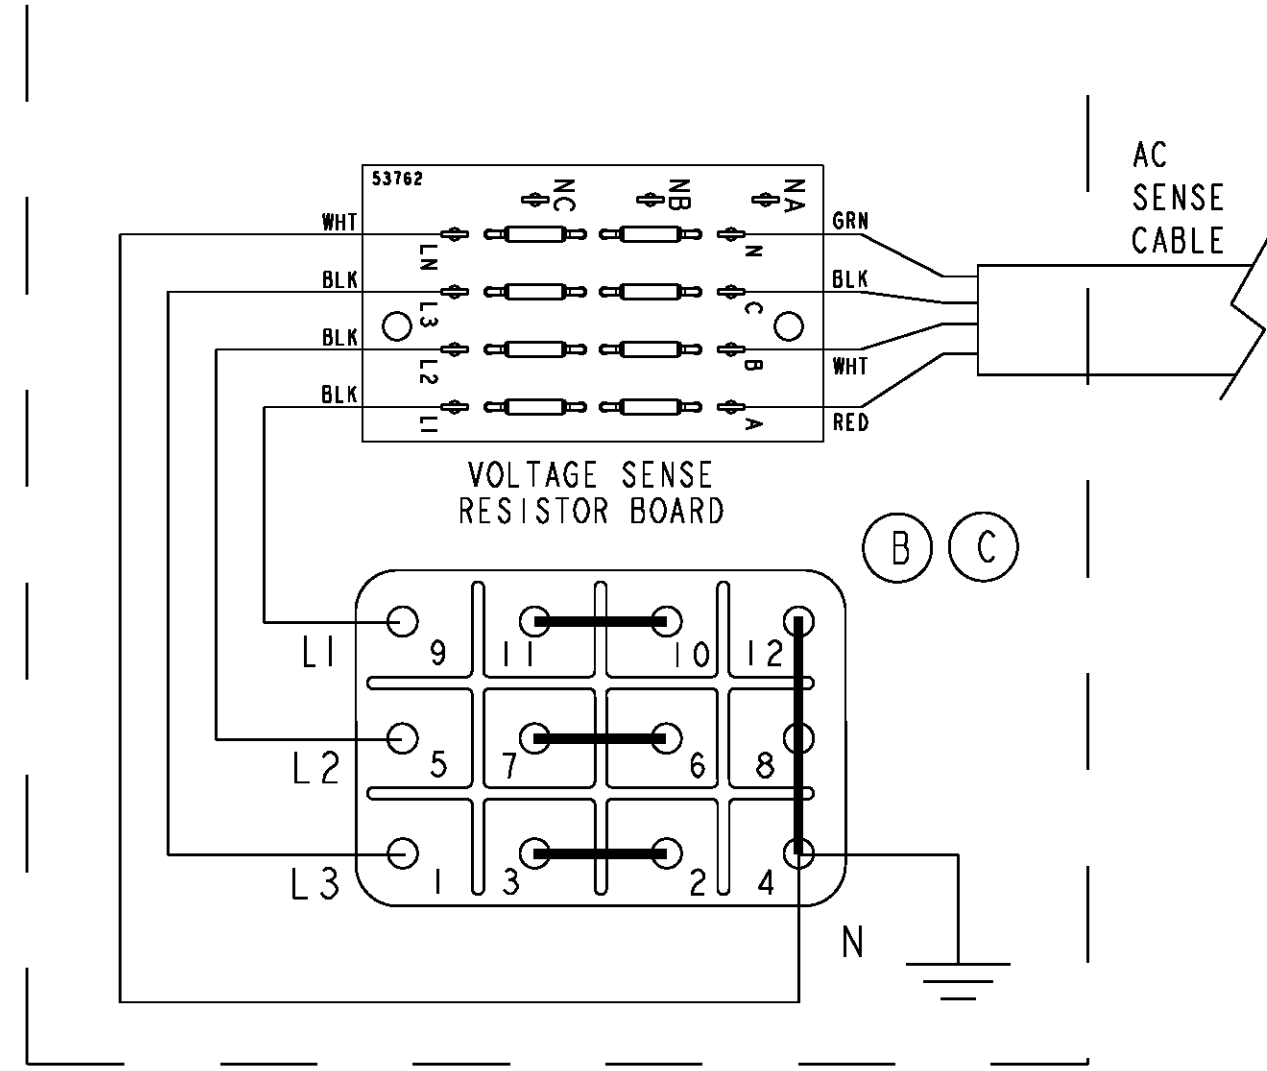 AC
SENSE
CABLE
53762
NC
NB
NA
WHT
LN
N
GRN
BLK
L3
C
BLK
BLK
L2
B
WHT
BLK
L1
A
RED
VOLTAGE SENSE
RESISTOR BOARD
B C
L1 9 11 10 12
L2 5 7 6 8
L3 1 3 2 4
N